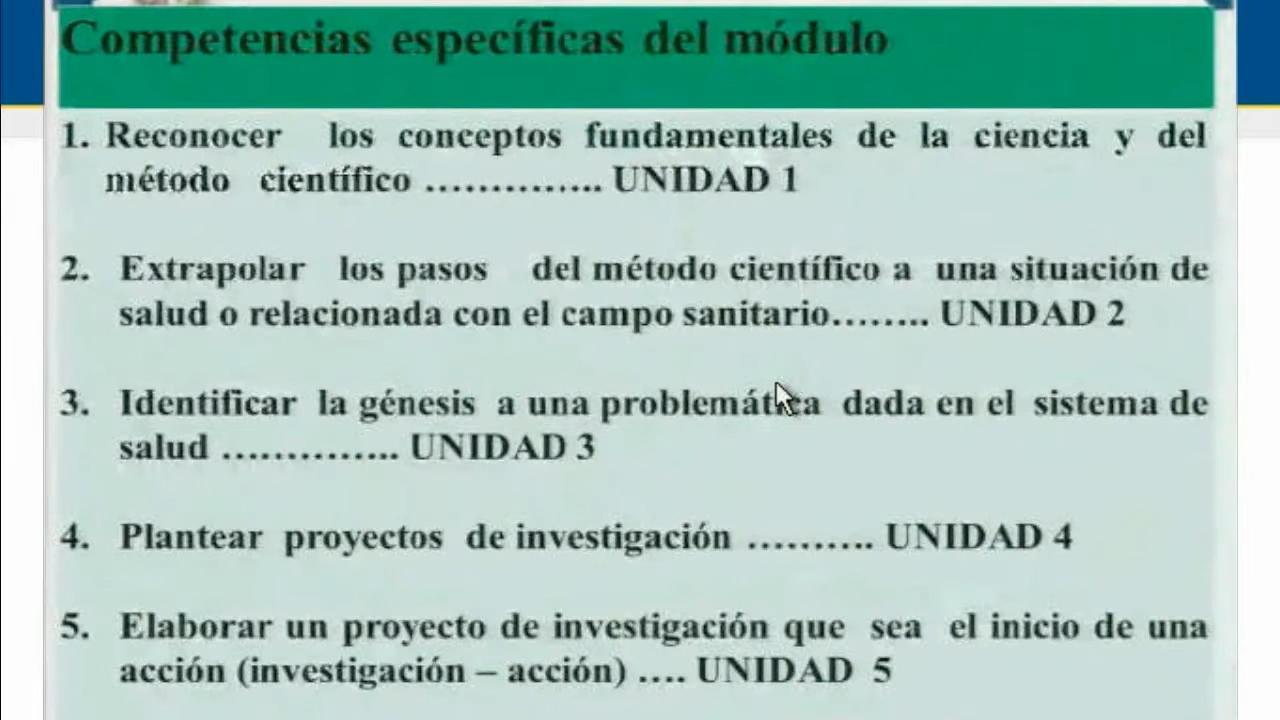 Competencias específicas del módulo
1. Reconocer los conceptos fundamentales de la ciencia y del
método científico .............. UNIDAD 1
2. Extrapolar los pasos del método científico a una situación de
salud o relacionada con el campo sanitario........ UNIDAD 2
3. Identificar la génesis a una problemática dada en el sistema de
salud .............. UNIDAD 3
4. Plantear proyectos de investigación .......... UNIDAD 4
5. Elaborar un proyecto de investigación que sea el inicio de una
acción (investigación – acción) .... UNIDAD 5